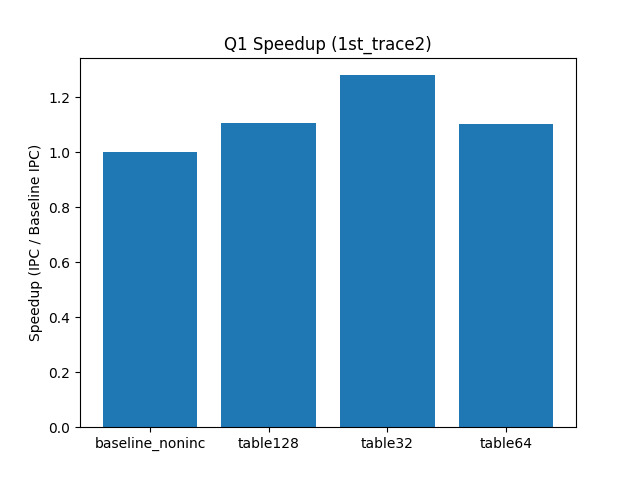 Q1 Speedup (1st_trace2)
Speedup (IPC / Baseline IPC)
1.2
1.0
0.8
0.6
0.4
0.2
0.0
baseline_noninc table128 table32 table64